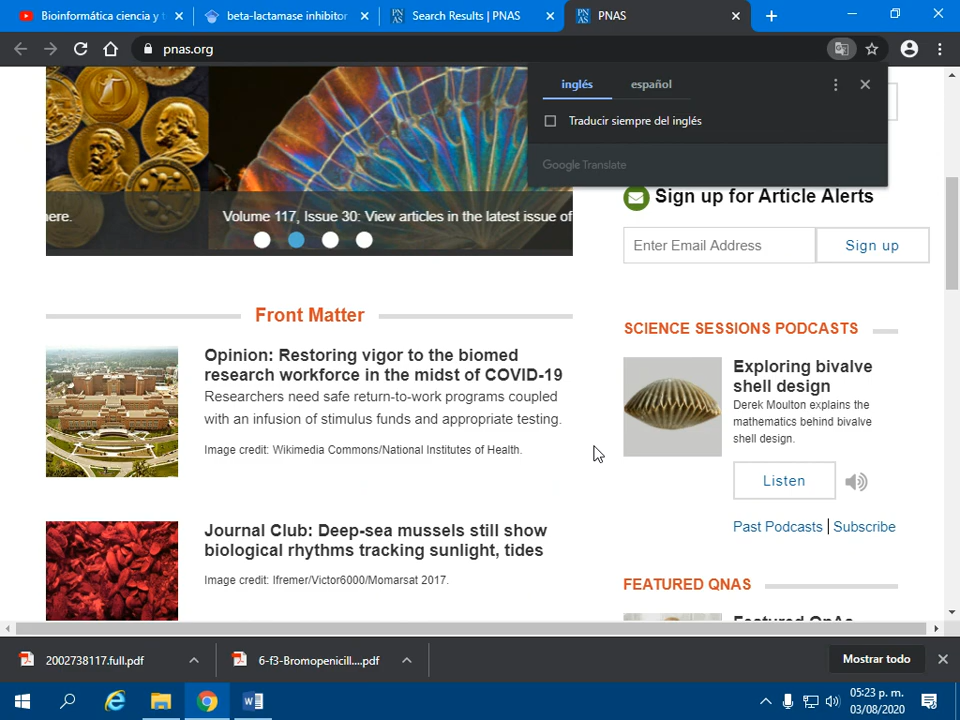 Bioinformática ciencia y
beta-lactamase inhibitor
PNAS
Search Results | PNAS
PNAS
PNAS
pnas.org
inglés
español
Traducir siempre del inglés
Google Translate
ere.
Volume 117, Issue 30: View articles in the latest issue of
Sign up for Article Alerts
Enter Email Address
Sign up
Front Matter
Opinion: Restoring vigor to the biomed
research workforce in the midst of COVID-19
Researchers need safe return-to-work programs coupled
with an infusion of stimulus funds and appropriate testing.
Image credit: Wikimedia Commons/National Institutes of Health.
Journal Club: Deep-sea mussels still show
biological rhythms tracking sunlight, tides
Image credit: Ifremer/Victor6000/Momarsat 2017.
SCIENCE SESSIONS PODCASTS
Exploring bivalve
shell design
Derek Moulton explains the
mathematics behind bivalve
shell design.
Listen
Past Podcasts | Subscribe
FEATURED QNAS
Featured QnAs
2002738117.full.pdf
6-f3-Bromopenicill....pdf
Mostrar todo
05:23 p. m.
03/08/2020